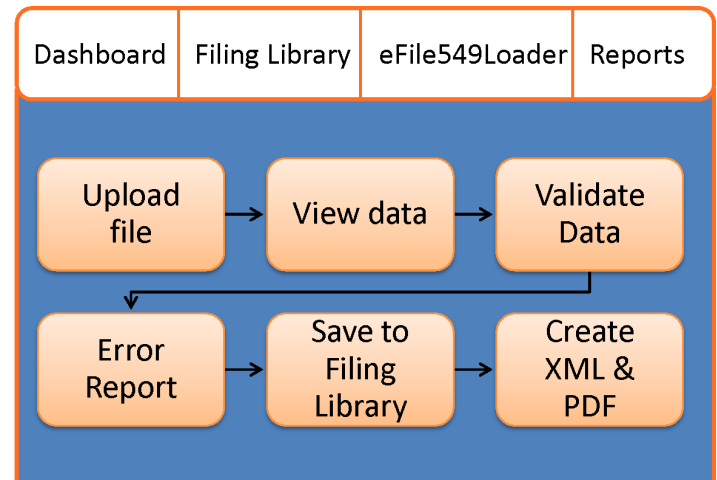 Dashboard Filing Library eFile549Loader Reports
Upload
file
View data
Validate
Data
Error
Report
Save to
Filing
Library
Create
XML &
PDF